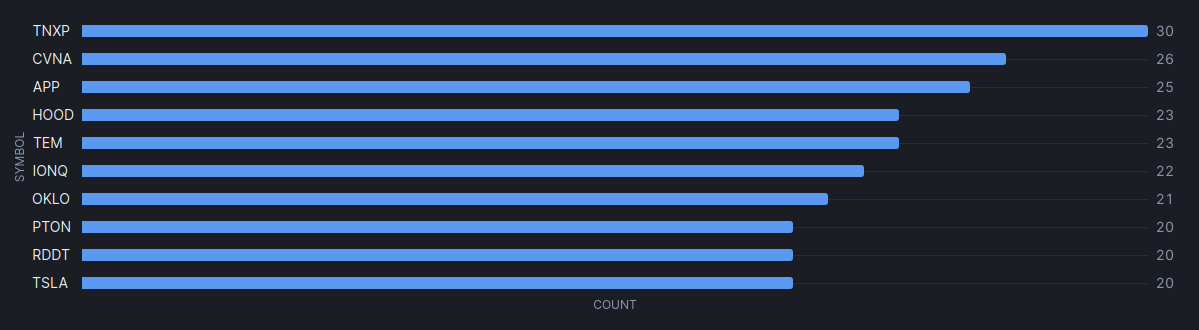 TNXP 30
CVNA 26
APP 25
HOOD 23
TEM 23
IONQ 22
OKLO 21
PTON 20
RDDT 20
TSLA 20
SYMBOL
COUNT